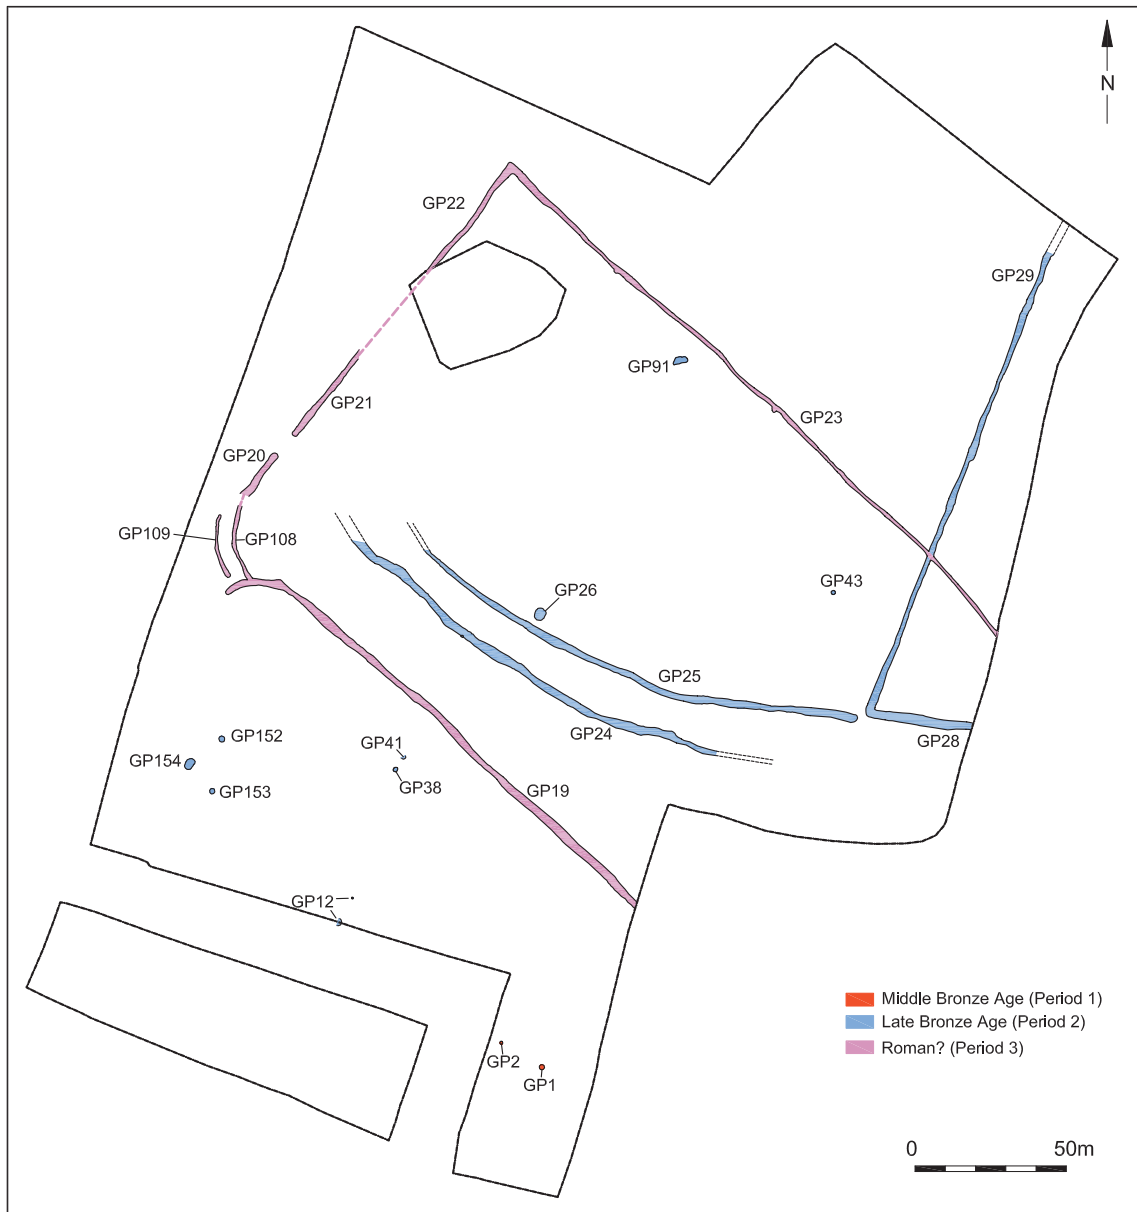 N
GP22
GP29
GP91
GP21
GP23
GP20
GP109
GP108
GP26
GP43
GP25
GP24
GP28
GP152
GP41
GP154
GP38
GP153
GP19
GP12
Middle Bronze Age (Period 1)
Late Bronze Age (Period 2)
Roman? (Period 3)
GP2
GP1
0 50m